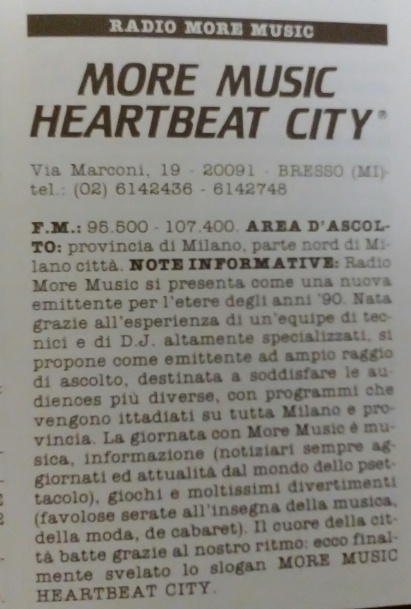 RADIO MORE MUSIC
MORE MUSIC
HEARTBEAT CITY®
Via Marconi, 19 - 20091 - BRESSO (MI)-
tel.: (02) 6142436 - 6142748
F.M.: 95.500 - 107.400. AREA D'ASCOL-
TO: provincia di Milano, parte nord di Mi-
lano città. NOTE INFORMATIVE: Radio
More Music si presenta come una nuova
emittente per l'etere degli anni '90. Nata
grazie all'esperienza di un'equipe di tec-
nici e di D.J. altamente specializzati, si
propone come emittente ad ampio raggio
di ascolto, destinata a soddisfare le au-
diences più diverse, con programmi che
vengono ittadiati su tutta Milano e pro-
vincia. La giornata con More Music è mu-
sica, informazione (notiziari sempre ag-
giornati ed attualità dal mondo dello pset-
tacolo), giochi e moltissimi divertimenti
(favolose serate all'insegna della musica,
della moda, de cabaret). Il cuore della cit-
tà batte grazie al nostro ritmo: ecco final-
mente svelato lo slogan MORE MUSIC
HEARTBEAT CITY.